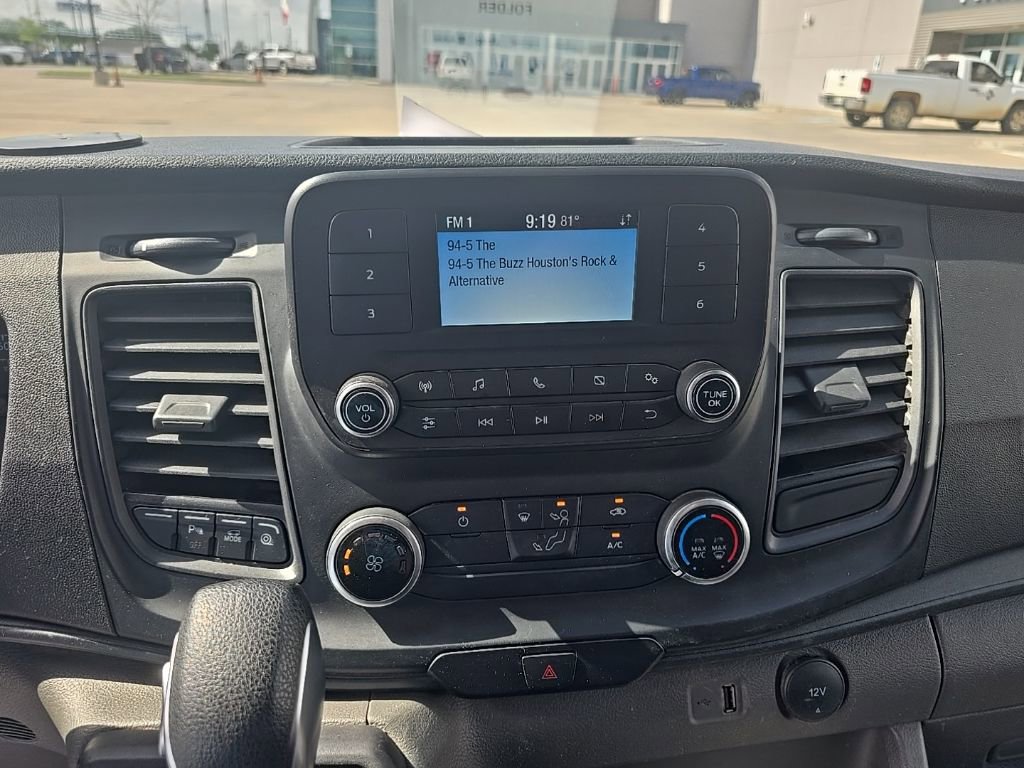 FOLDER
FM 1 9:19 81°
94-5 The
94-5 The Buzz Houston's Rock &
Alternative
1
2
3
4
5
6
VOL
TUNE
OK
OFF
MODE
A/C
MAX MAX
A/C
12V